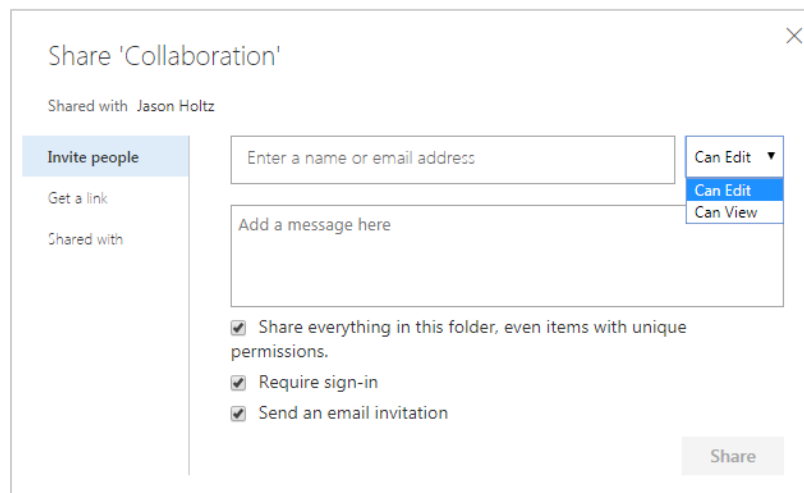 Share 'Collaboration'
Shared with Jason Holtz
Invite people
Get a link
Shared with
Enter a name or email address
Can Edit
Can Edit
Can View
Add a message here
Share everything in this folder, even items with unique
permissions.
Require sign-in
Send an email invitation
Share